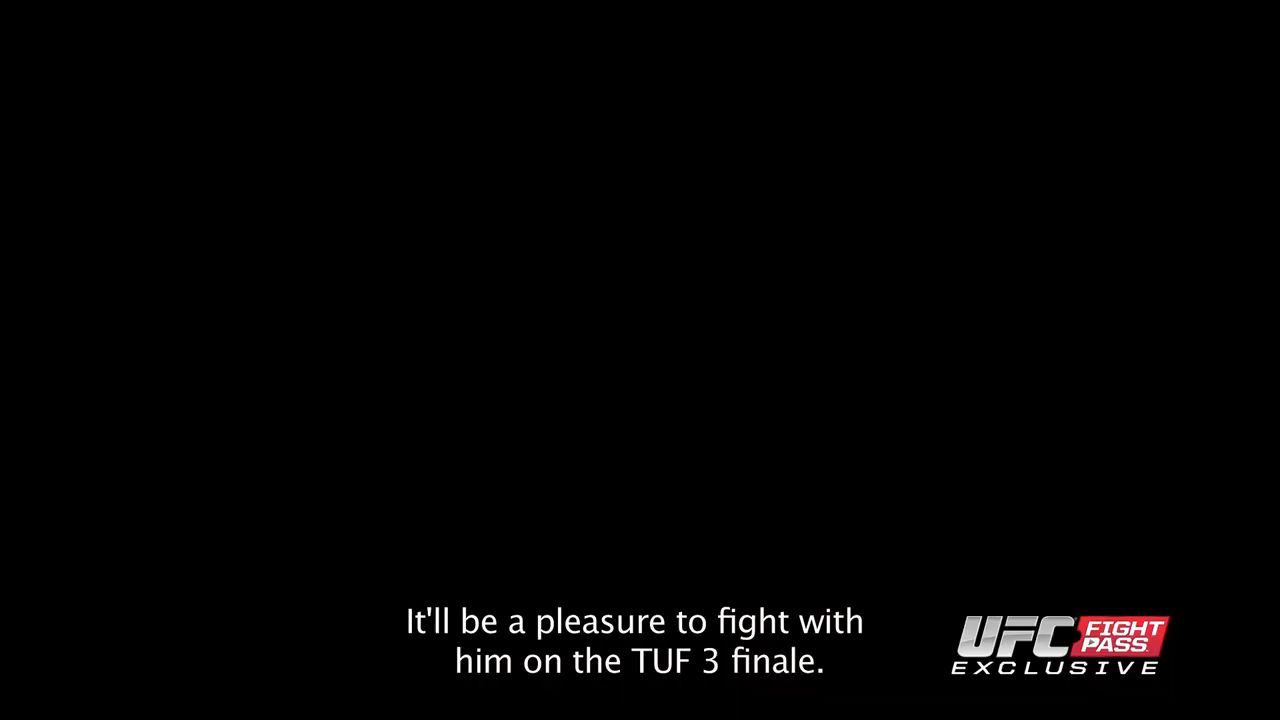 It'll be a pleasure to fight with
him on the TUF 3 finale.
UFC FIGHT PASS
EXCLUSIVE